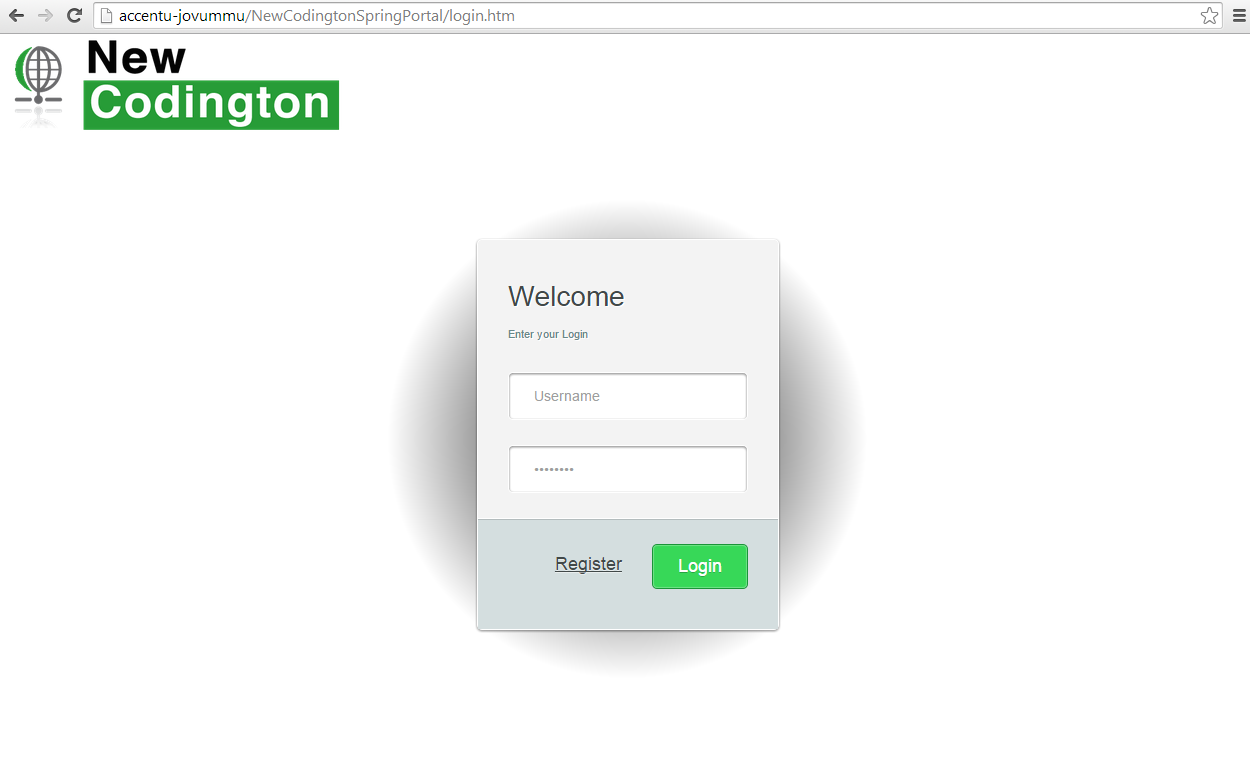 accentu-jovummu/NewCodingtonSpringPortal/login.htm
New
Codington
Welcome
Enter your Login
Username
••••••••
Register
Login